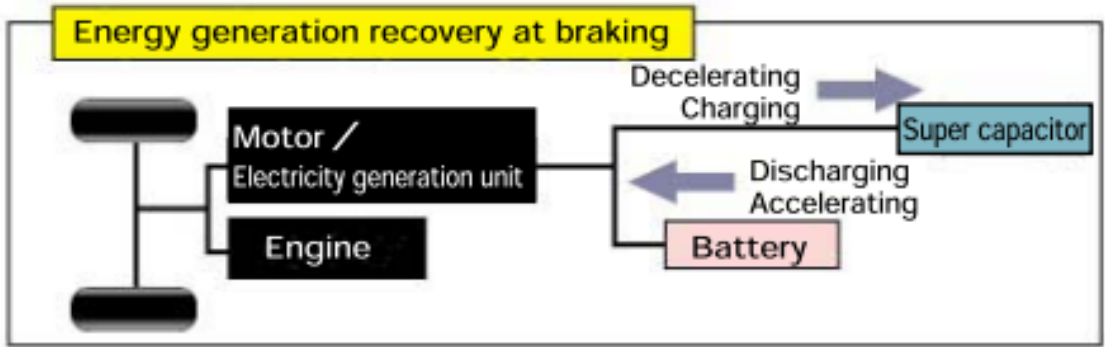 Energy generation recovery at braking
Decelerating
Charging
Super capacitor
Motor /
Electricity generation unit
Discharging
Accelerating
Engine
Battery